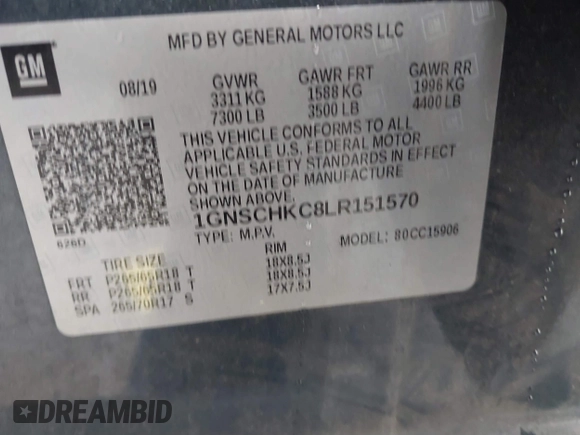 GM
MFD BY GENERAL MOTORS LLC
08/19 GVWR GAWR FRT GAWR RR
3311 KG 1588 KG 1996 KG
7300 LB 3500 LB 4400 LB
THIS VEHICLE CONFORMS TO ALL
APPLICABLE U.S. FEDERAL MOTOR
VEHICLE SAFETY STANDARDS IN EFFECT
ON THE DATE OF MANUFACTURE
SHOWN ABOVE.
1GNSCHKC8LR151570
626D TYPE: M.P.V. MODEL: 80CC15906
TIRE SIZE RIM
FRT P265/65R18 T 18X8.5J
RR P265/65R18 T 18X8.5J
SPA 265/70R17 S 17X7.5J
DREAMBID